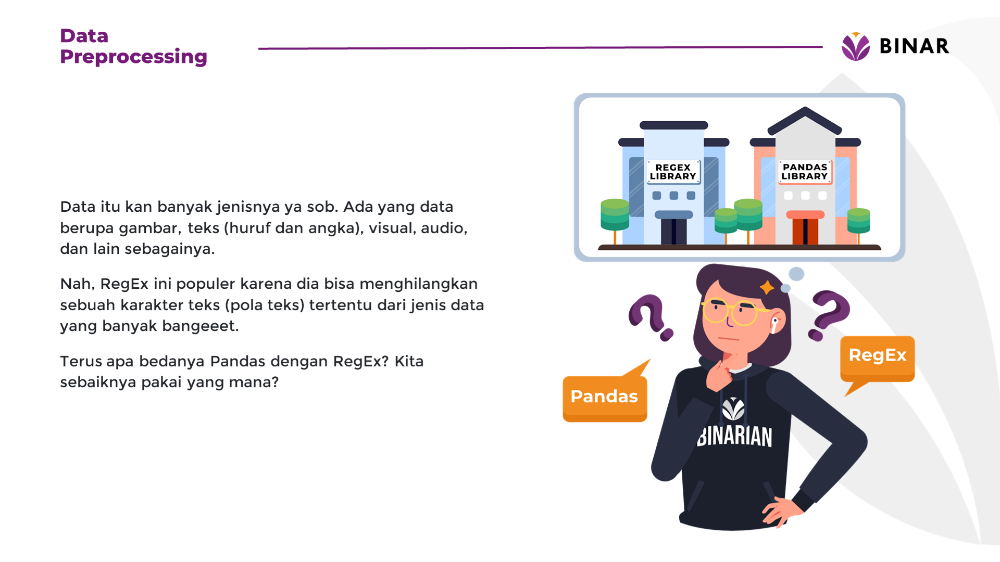 Data
Preprocessing
BINAR
Data itu kan banyak jenisnya ya sob. Ada yang data
berupa gambar, teks (huruf dan angka), visual, audio,
dan lain sebagainya.
Nah, RegEx ini populer karena dia bisa menghilangkan
sebuah karakter teks (pola teks) tertentu dari jenis data
yang banyak bangeeet.
Terus apa bedanya Pandas dengan RegEx? Kita
sebaiknya pakai yang mana?
REGEX
LIBRARY
PANDAS
LIBRARY
?
?
RegEx
Pandas
BINARIAN